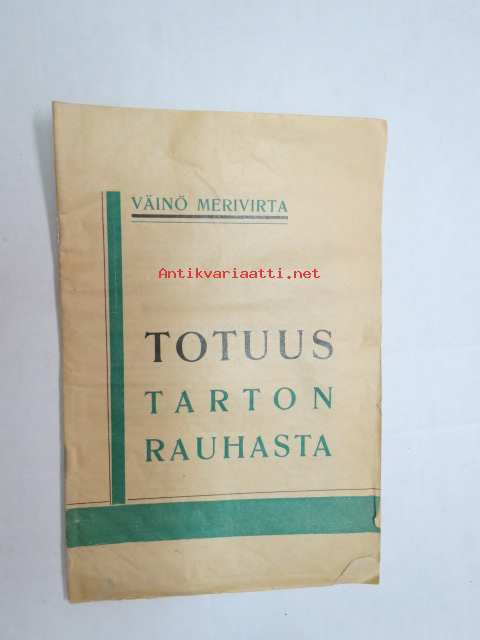 VÄINÖ MERIVIRTA
Antikvariaatti.net
TOTUUS
TARTON
RAUHASTA